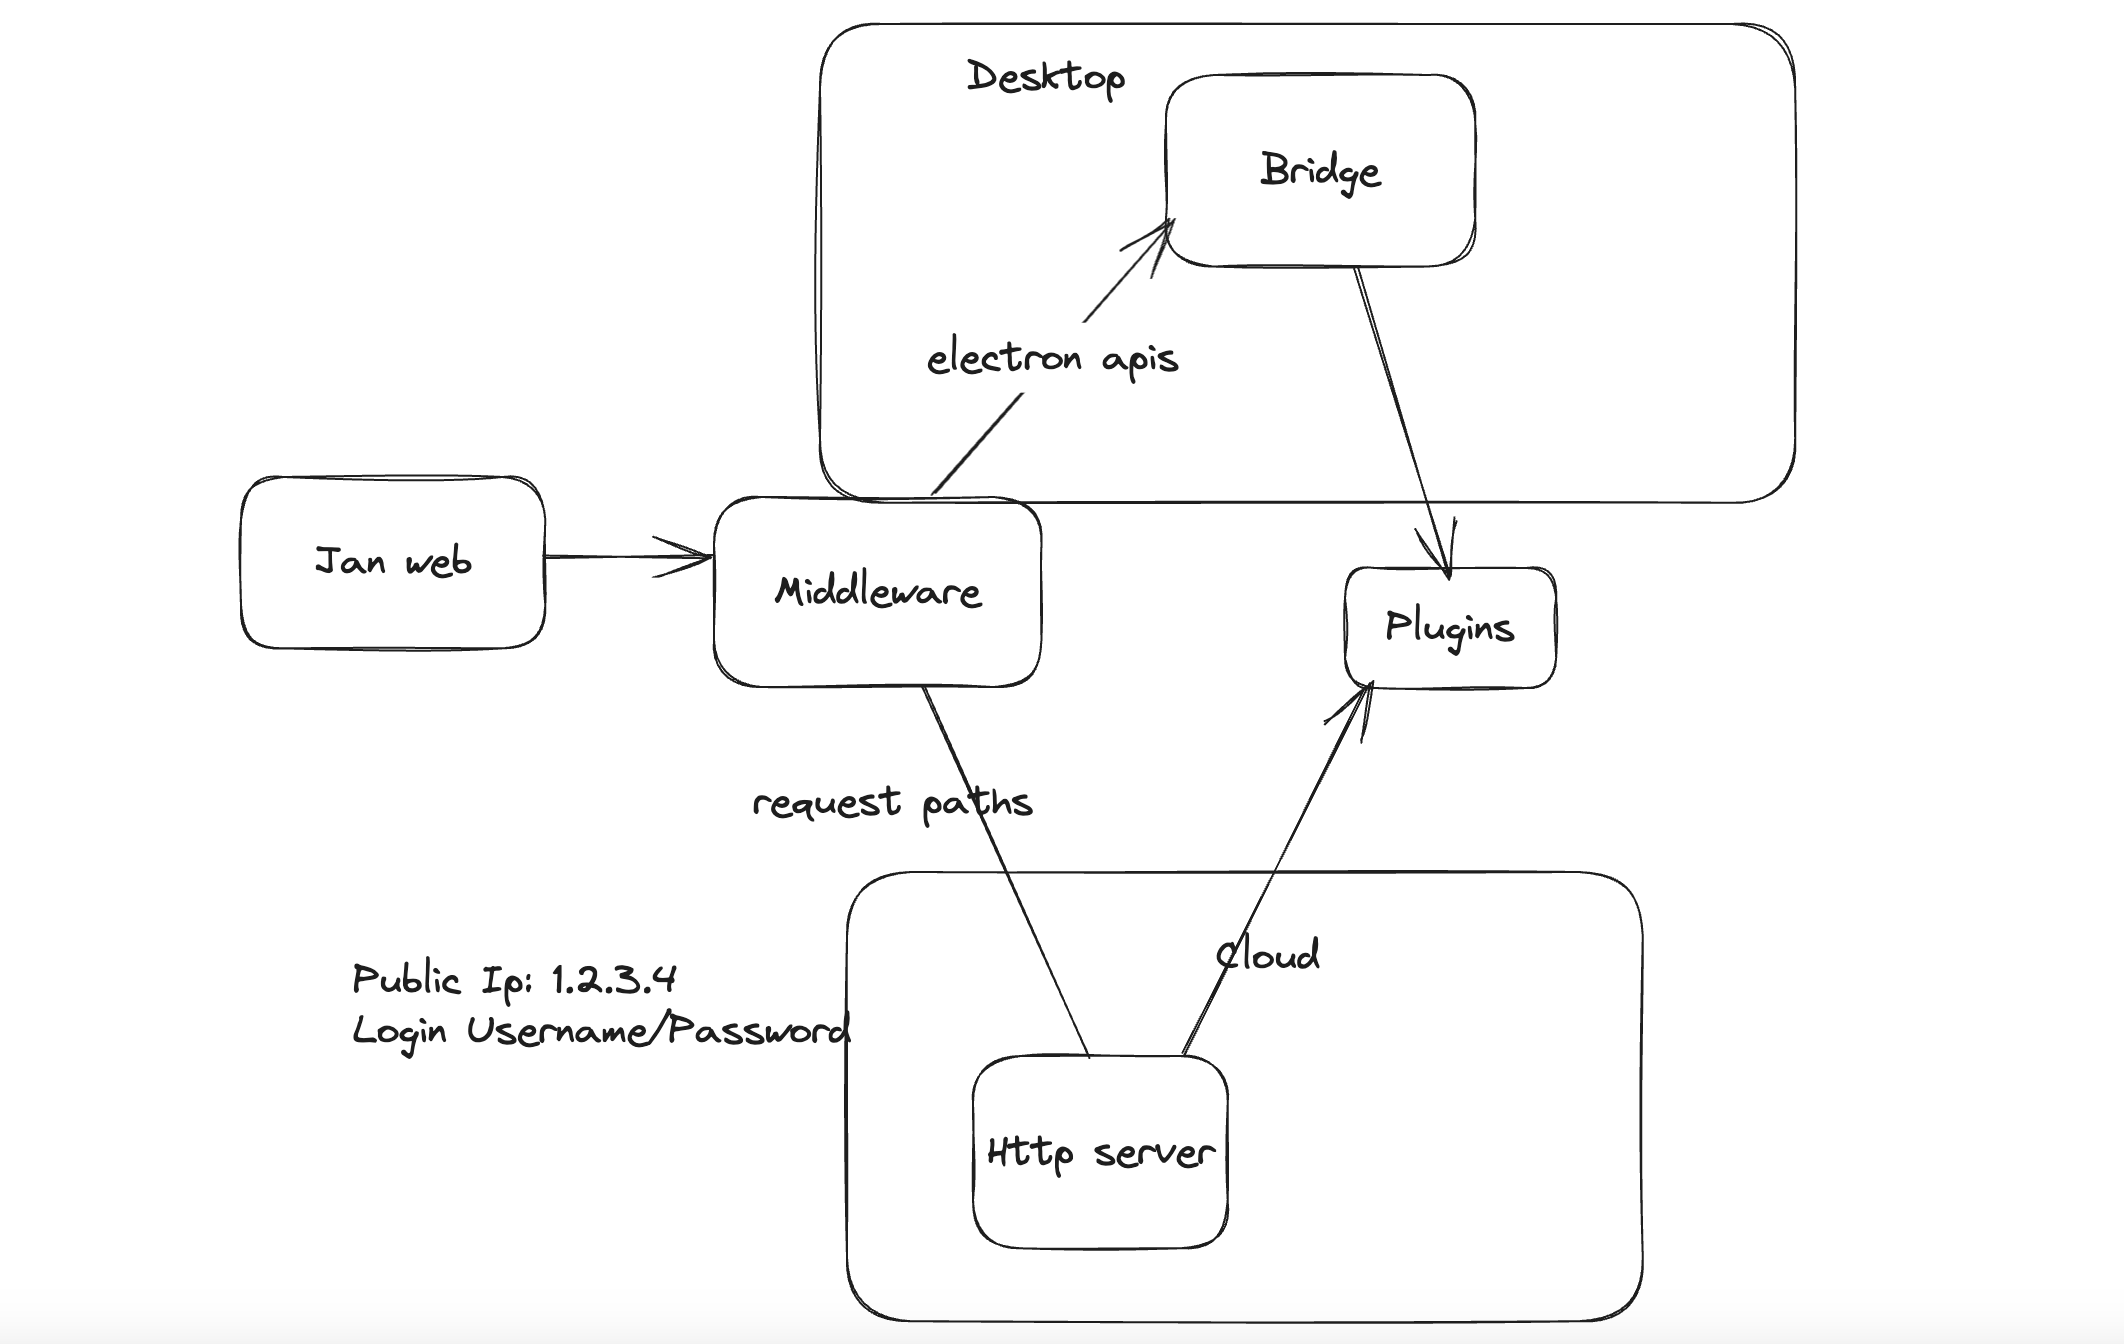 Desktop
Bridge
electron apis
Jan web
Middleware
Plugins
request paths
Cloud
Public Ip: 1.2.3.4
Login Username/Password
Http server